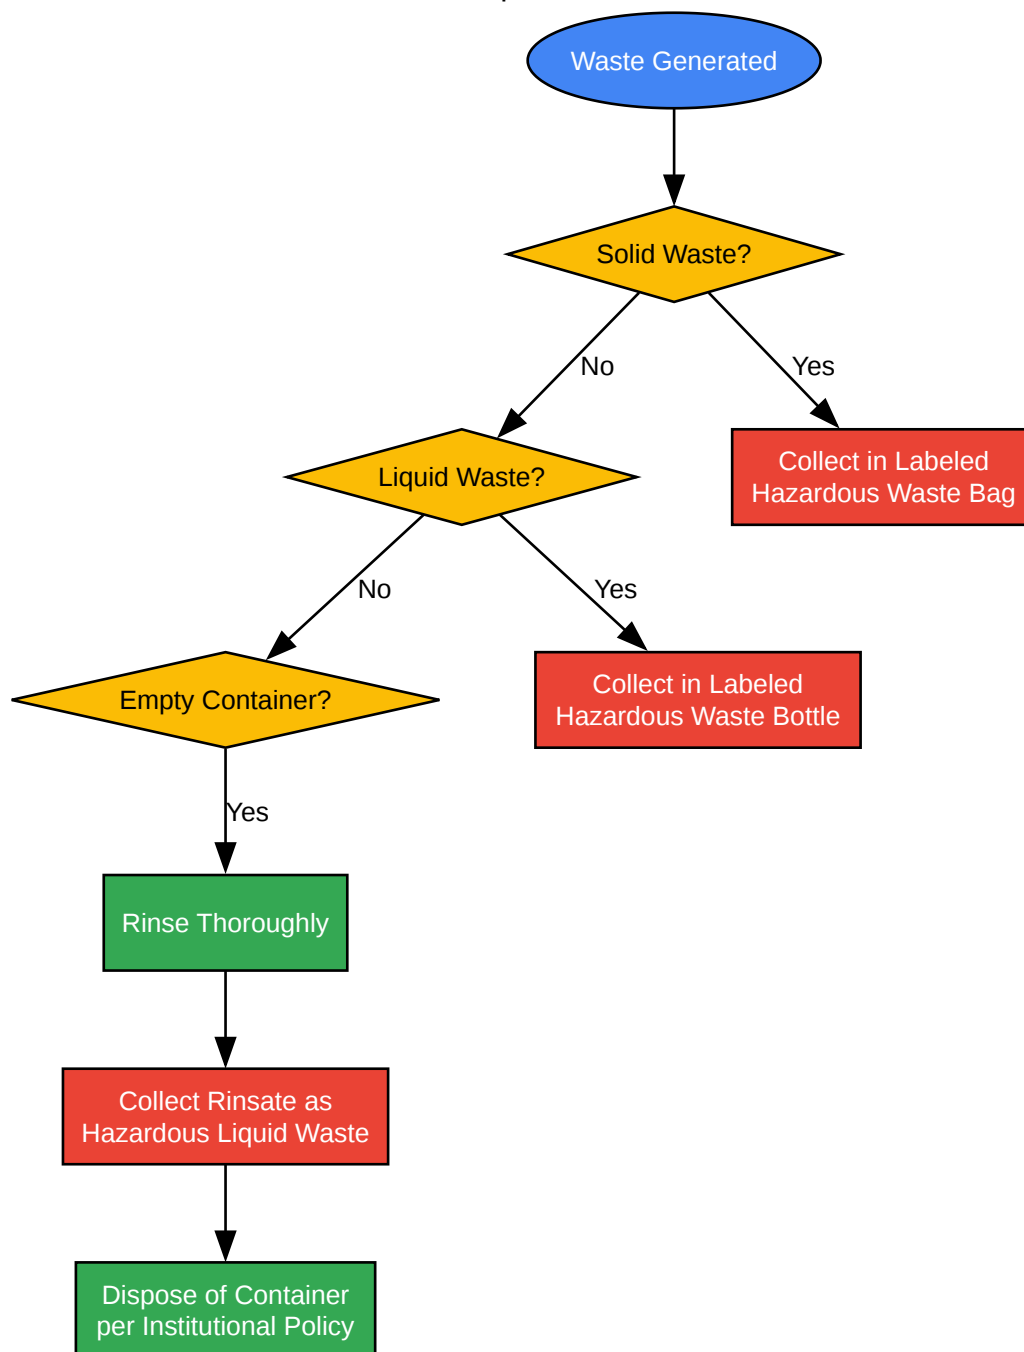 Waste Generated
Solid Waste?
No
Yes
Liquid Waste?
Collect in Labeled
Hazardous Waste Bag
No
Yes
Empty Container?
Collect in Labeled
Hazardous Waste Bottle
Yes
Rinse Thoroughly
Collect Rinsate as
Hazardous Liquid Waste
Dispose of Container
per Institutional Policy